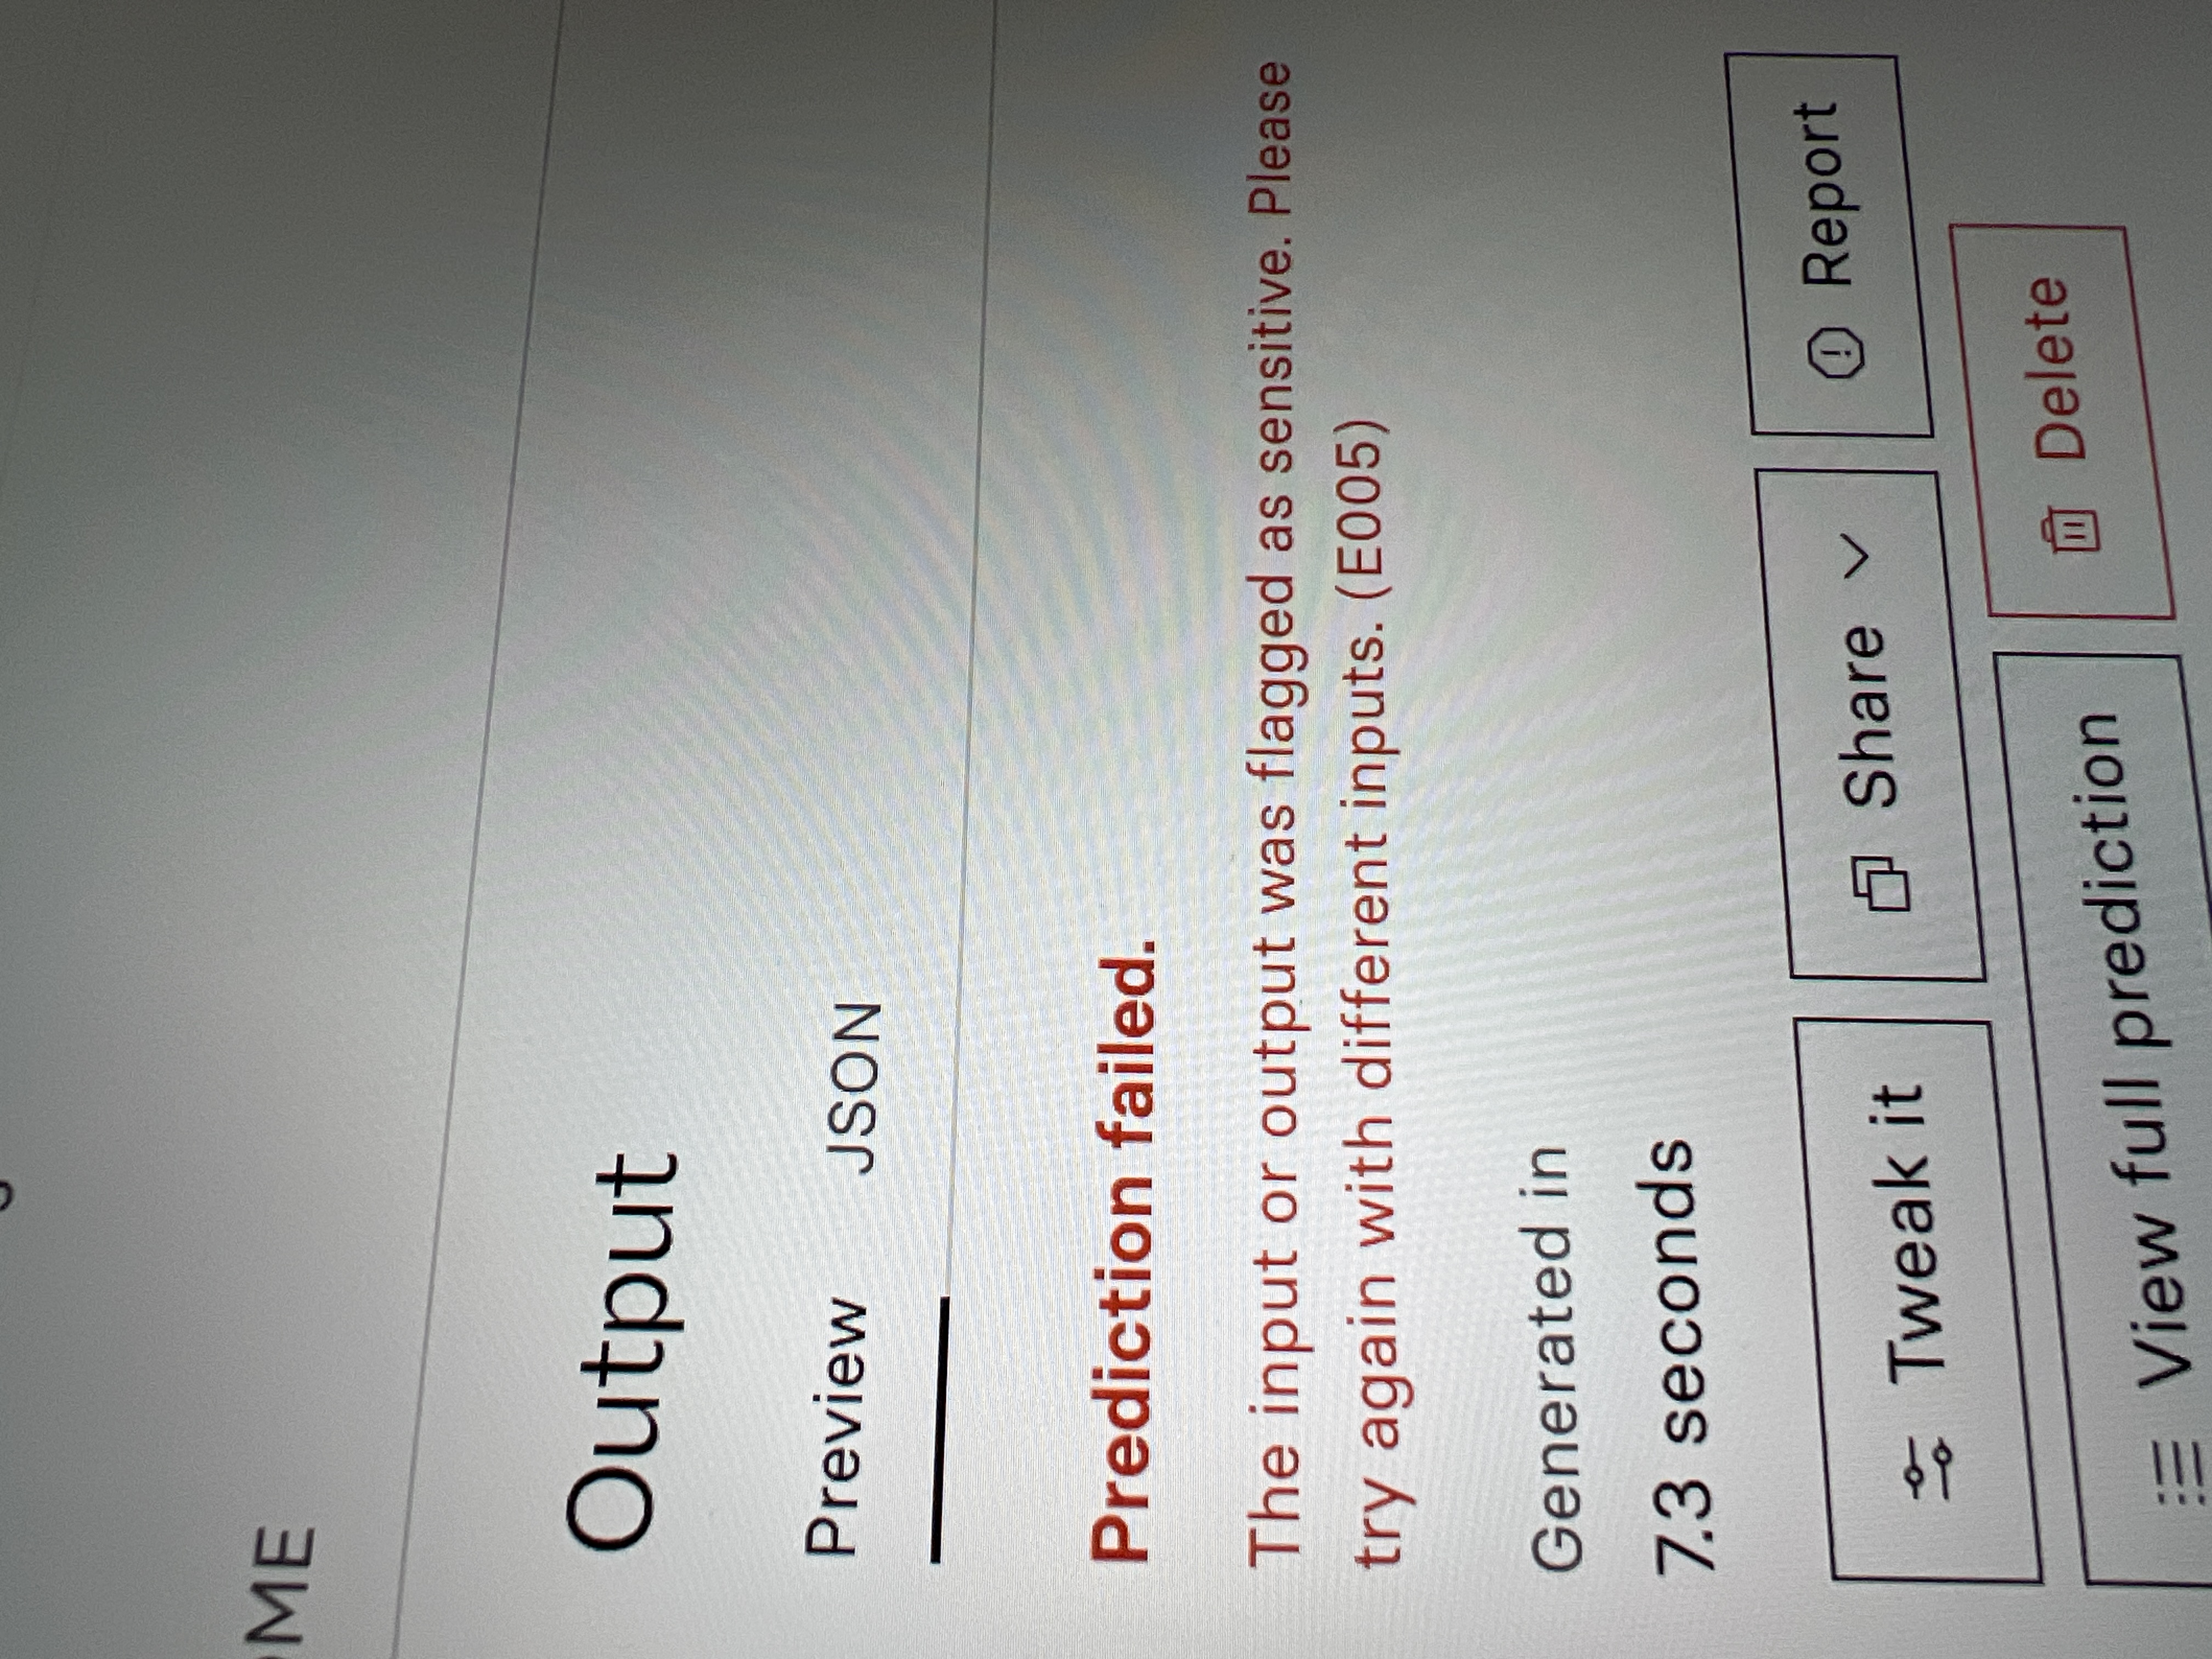 OME
Output
Preview JSON
Prediction failed.
The input or output was flagged as sensitive. Please
try again with different inputs. (E005)
Generated in
7.3 seconds
Tweak it Share Report
View full prediction Delete